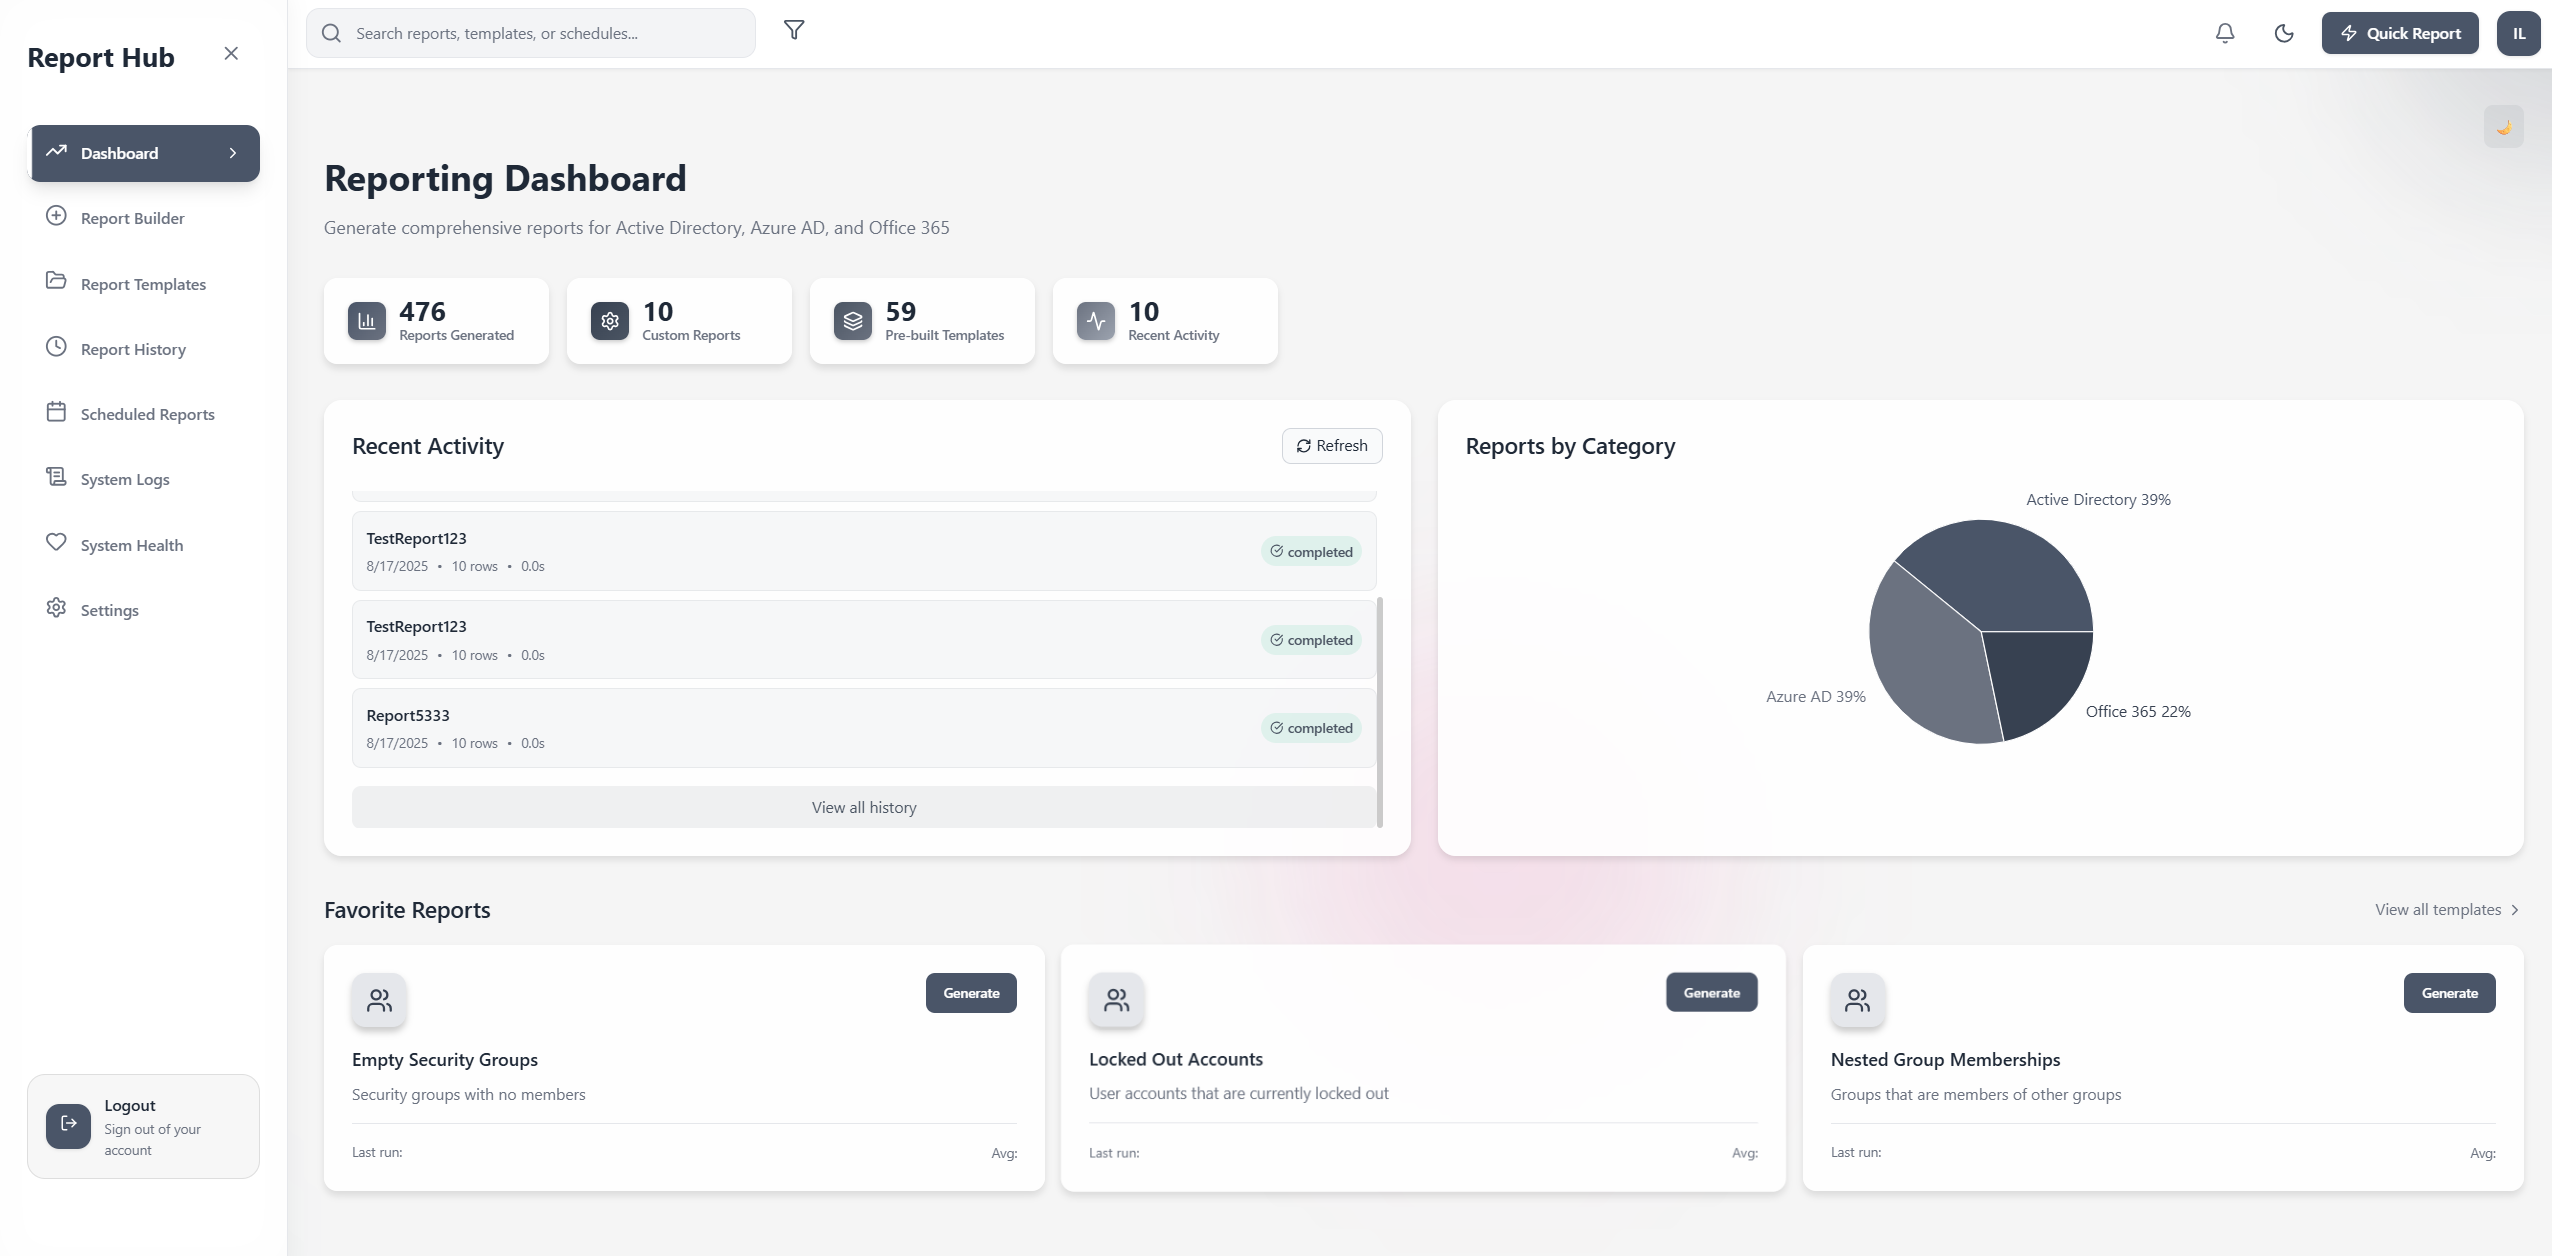 Report Hub
Search reports, templates, or schedules...
Quick Report
IL
Dashboard
Report Builder
Report Templates
Report History
Scheduled Reports
System Logs
System Health
Settings
Logout
Sign out of your
account
Reporting Dashboard
Generate comprehensive reports for Active Directory, Azure AD, and Office 365
476
Reports Generated
10
Custom Reports
59
Pre-built Templates
10
Recent Activity
Recent Activity
Refresh
TestReport123
completed
8/17/2025 • 10 rows • 0.0s
TestReport123
completed
8/17/2025 • 10 rows • 0.0s
Report5333
completed
8/17/2025 • 10 rows • 0.0s
View all history
Reports by Category
Active Directory 39%
Azure AD 39%
Office 365 22%
Favorite Reports
View all templates
Generate
Empty Security Groups
Security groups with no members
Last run:
Avg:
Generate
Locked Out Accounts
User accounts that are currently locked out
Last run:
Avg:
Generate
Nested Group Memberships
Groups that are members of other groups
Last run:
Avg: